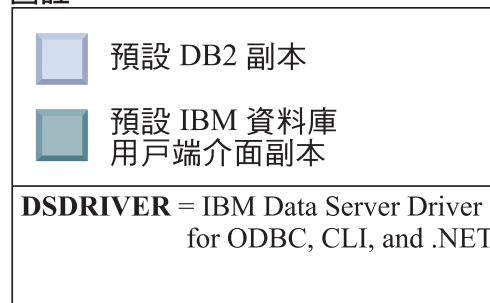 預設 DB2 副本
預設 IBM 資料庫
用戶端介面副本
DSDRIVER = IBM Data Server Driver
for ODBC, CLI, and .NET